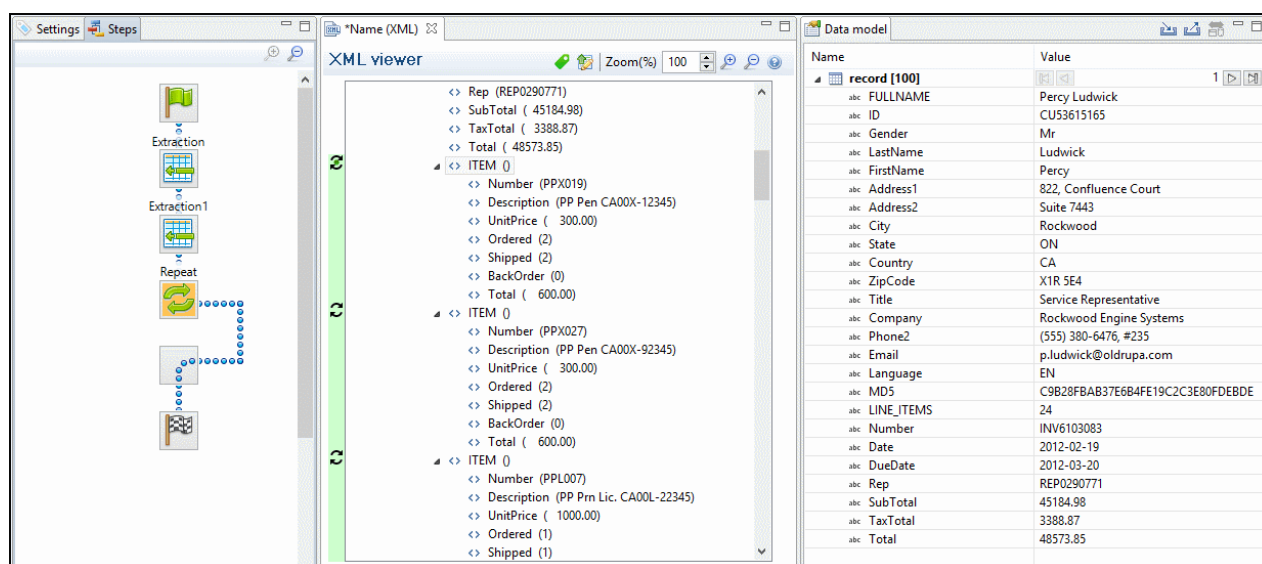 Settings Steps
Extraction
Extraction1
Repeat
*Name (XML)
XML viewer Zoom(%) 100
<> Rep (REP0290771)
<> SubTotal ( 45184.98)
<> TaxTotal ( 3388.87)
<> Total ( 48573.85)
<> ITEM ()
<> Number (PPX019)
<> Description (PP Pen CA00X-12345)
<> UnitPrice ( 300.00)
<> Ordered (2)
<> Shipped (2)
<> BackOrder (0)
<> Total ( 600.00)
<> ITEM ()
<> Number (PPX027)
<> Description (PP Pen CA00X-92345)
<> UnitPrice ( 300.00)
<> Ordered (2)
<> Shipped (2)
<> BackOrder (0)
<> Total ( 600.00)
<> ITEM ()
<> Number (PPL007)
<> Description (PP Prn Lic. CA00L-22345)
<> UnitPrice ( 1000.00)
<> Ordered (1)
<> Shipped (1)
Data model
Name Value
record [100] 1
abc FULLNAME Percy Ludwick
abc ID CU53615165
abc Gender Mr
abc LastName Ludwick
abc FirstName Percy
abc Address1 822, Confluence Court
abc Address2 Suite 7443
abc City Rockwood
abc State ON
abc Country CA
abc ZipCode X1R 5E4
abc Title Service Representative
abc Company Rockwood Engine Systems
abc Phone2 (555) 380-6476, #235
abc Email p.ludwick@oldrupa.com
abc Language EN
abc MD5 C9B28FBAB37E6B4FE19C2C3E80FDEBDE
abc LINE_ITEMS 24
abc Number INV6103083
abc Date 2012-02-19
abc DueDate 2012-03-20
abc Rep REP0290771
abc SubTotal 45184.98
abc TaxTotal 3388.87
abc Total 48573.85